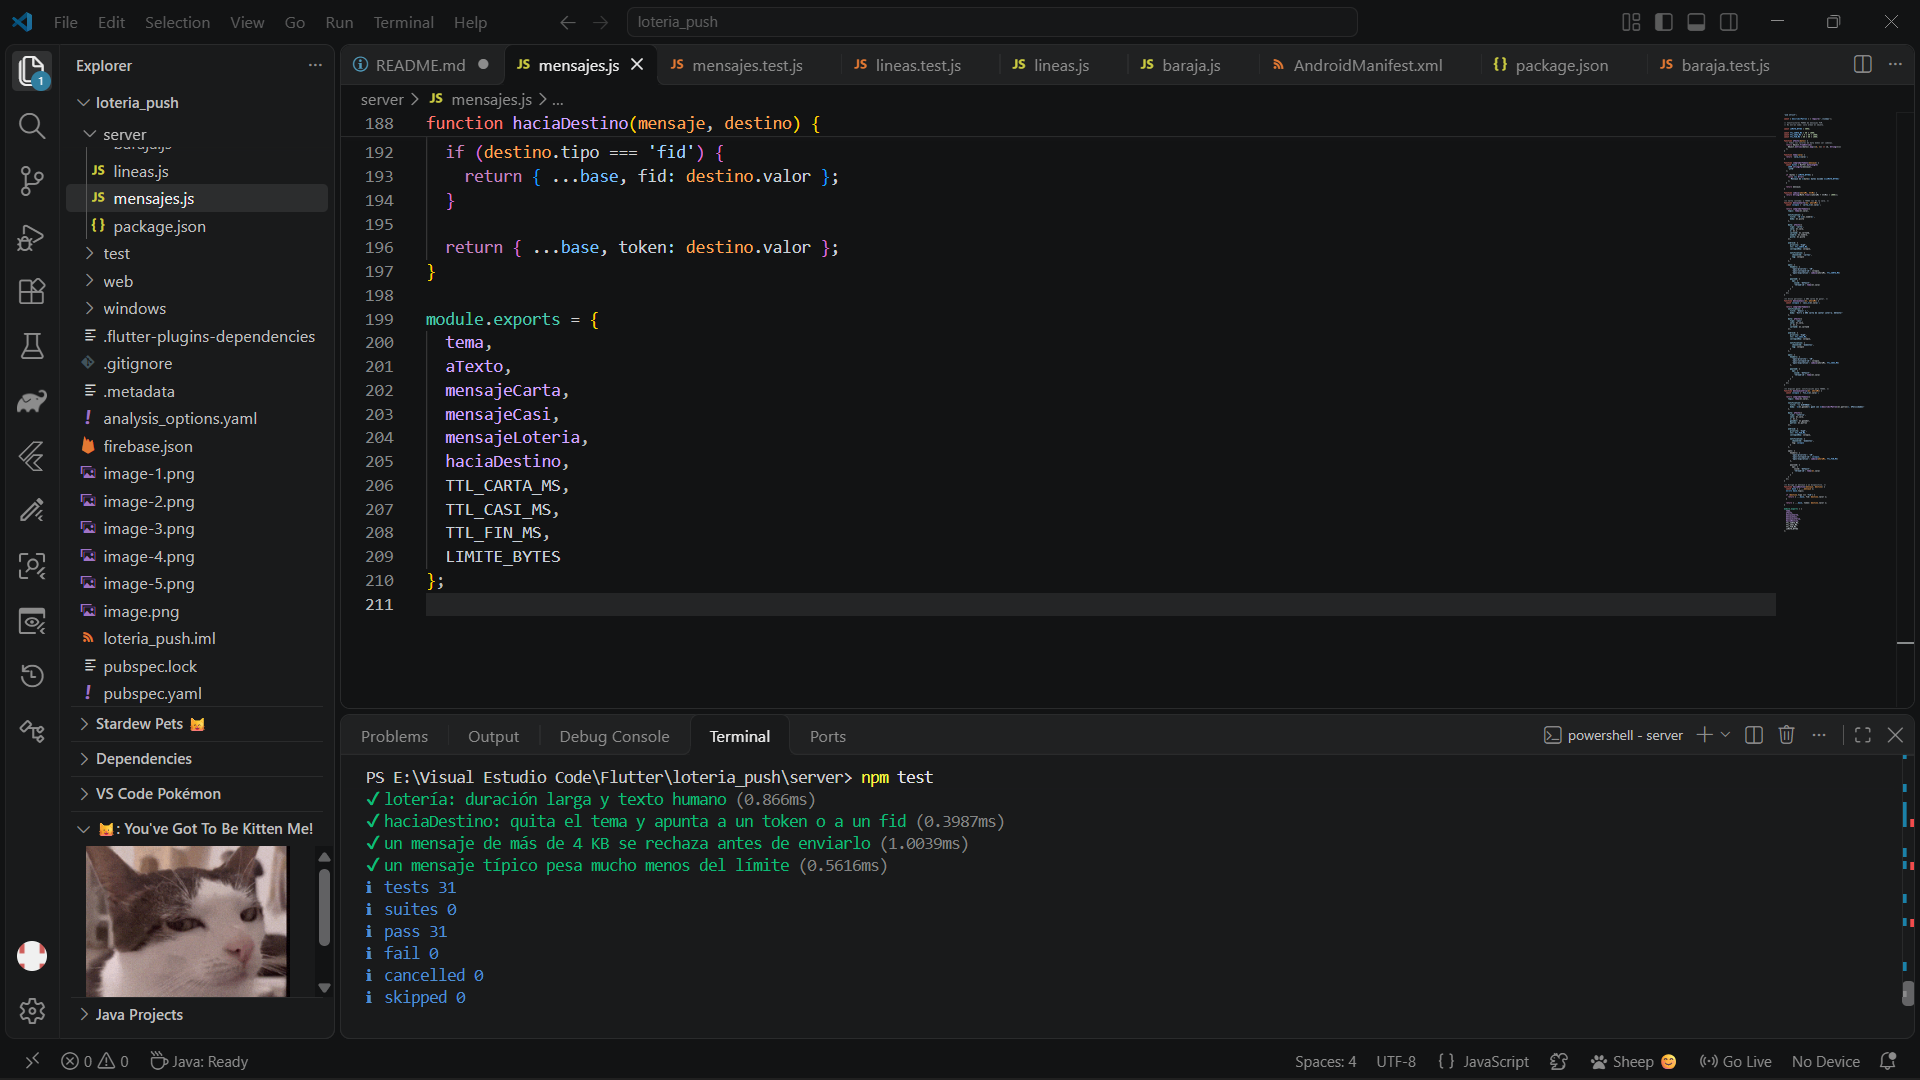 File Edit Selection View Go Run Terminal Help
loteria_push
Explorer
loteria_push
server
lineas.js
mensajes.js
package.json
test
web
windows
.flutter-plugins-dependencies
.gitignore
.metadata
analysis_options.yaml
firebase.json
image-1.png
image-2.png
image-3.png
image-4.png
image-5.png
image.png
loteria_push.iml
pubspec.lock
pubspec.yaml
Stardew Pets 😼
Dependencies
VS Code Pokémon
😼: You've Got To Be Kitten Me!
Java Projects
README.md mensajes.js mensajes.test.js lineas.test.js lineas.js baraja.js AndroidManifest.xml package.json baraja.test.js
server > JS mensajes.js > ...
188 function haciaDestino(mensaje, destino) {
192 if (destino.tipo === 'fid') {
193 return { ...base, fid: destino.valor };
194 }
195
196 return { ...base, token: destino.valor };
197 }
198
199 module.exports = {
200 tema,
201 aTexto,
202 mensajeCarta,
203 mensajeCasi,
204 mensajeLoteria,
205 haciaDestino,
206 TTL_CARTA_MS,
207 TTL_CASI_MS,
208 TTL_FIN_MS,
209 LIMITE_BYTES
210 };
211
Problems Output Debug Console Terminal Ports
powershell - server
PS E:\Visual Estudio Code\Flutter\loteria_push\server> npm test
✔ lotería: duración larga y texto humano (0.866ms)
✔ haciaDestino: quita el tema y apunta a un token o a un fid (0.3987ms)
✔ un mensaje de más de 4 KB se rechaza antes de enviarlo (1.0039ms)
✔ un mensaje típico pesa mucho menos del límite (0.5616ms)
ℹ tests 31
ℹ suites 0
ℹ pass 31
ℹ fail 0
ℹ cancelled 0
ℹ skipped 0
0 0 Java: Ready
Spaces: 4 UTF-8 { } JavaScript Sheep 😊 Go Live No Device